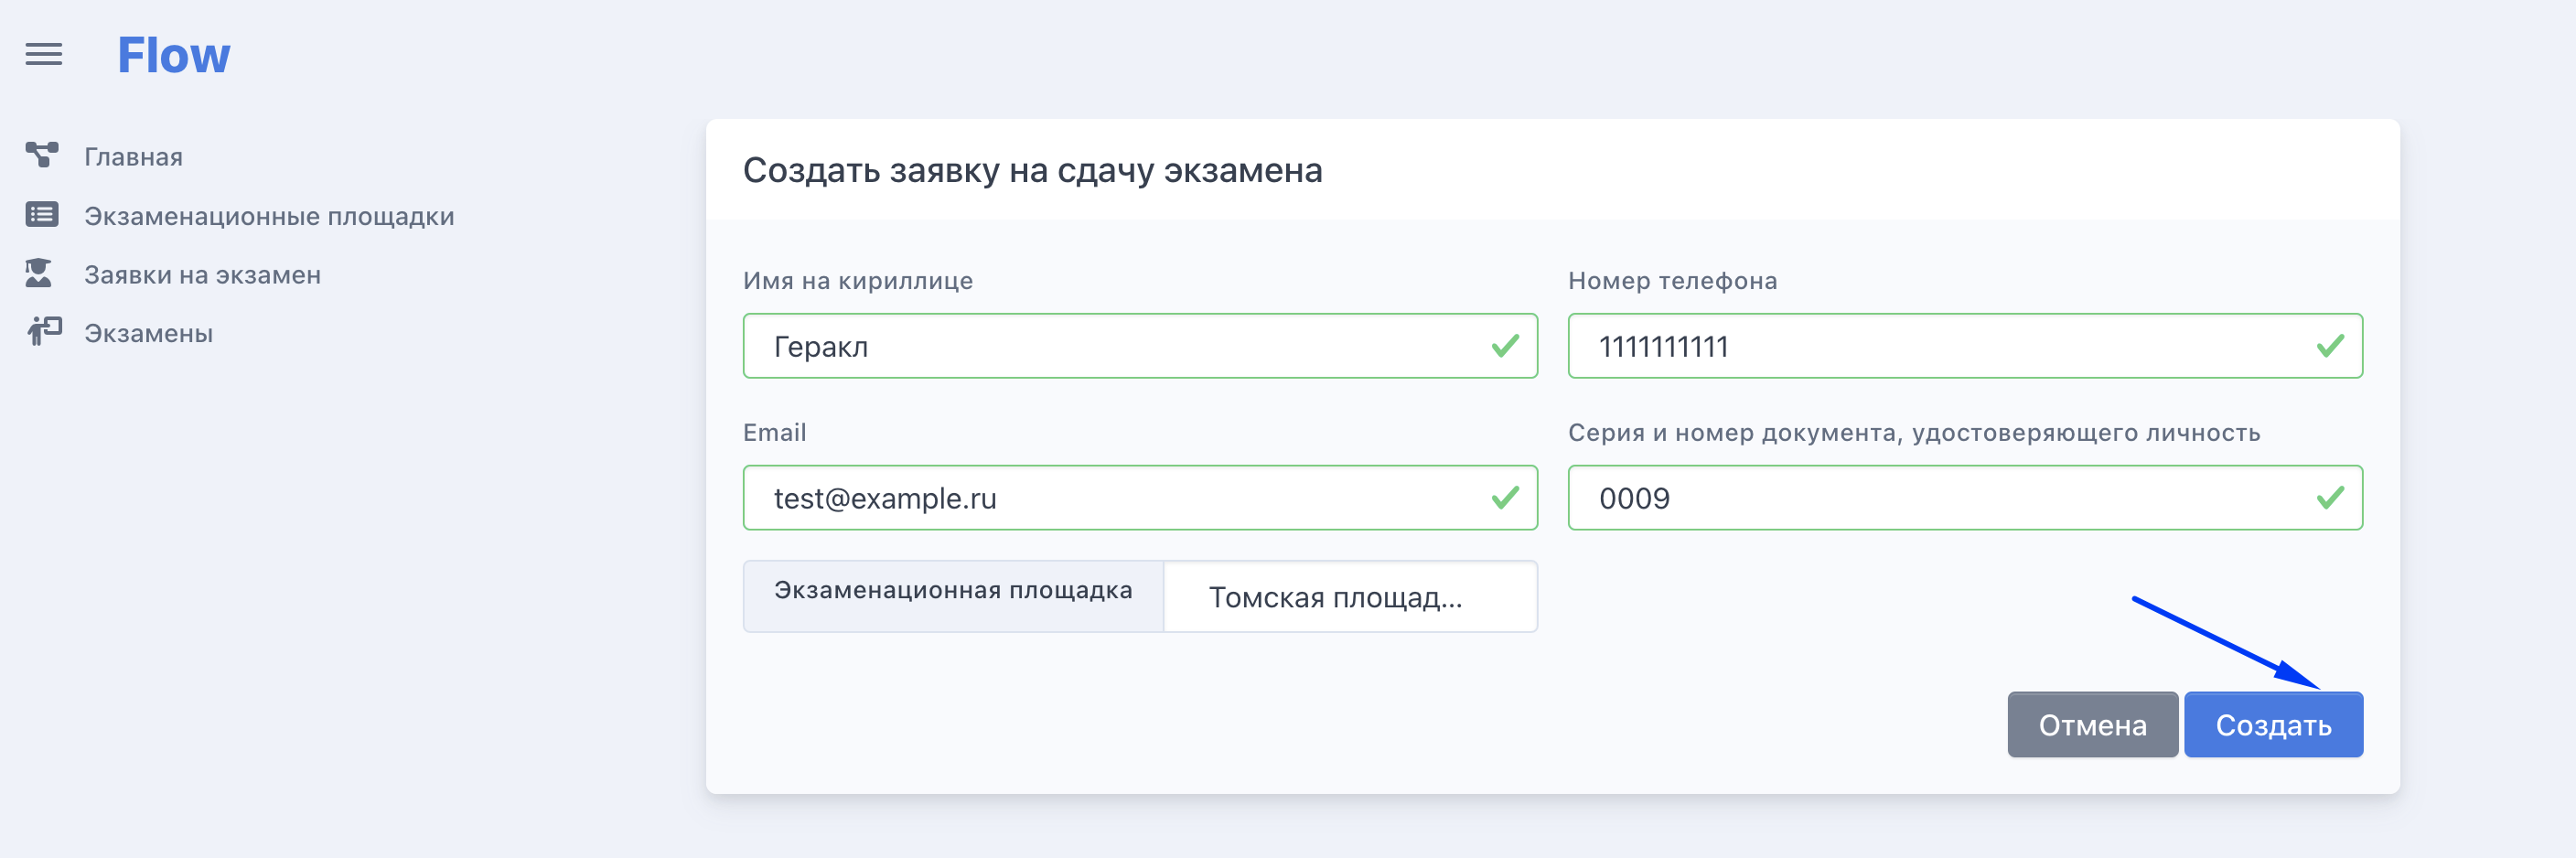 Flow
Главная
Экзаменационные площадки
Заявки на экзамен
Экзамены
Создать заявку на сдачу экзамена
Имя на кириллице
Геракл
Номер телефона
1111111111
Email
test@example.ru
Серия и номер документа, удостоверяющего личность
0009
Экзаменационная площадка
Томская площад...
Отмена
Создать